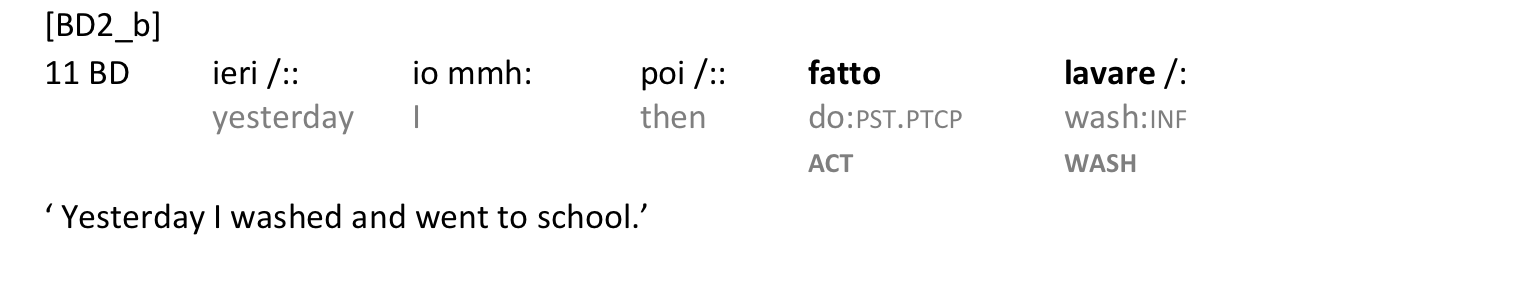 [BD2_b]
11 BD ieri /:: io mmh: poi /:: fatto lavare /:
yesterday I then do:PST.PTCP wash:INF
ACT WASH
‘ Yesterday I washed and went to school.’